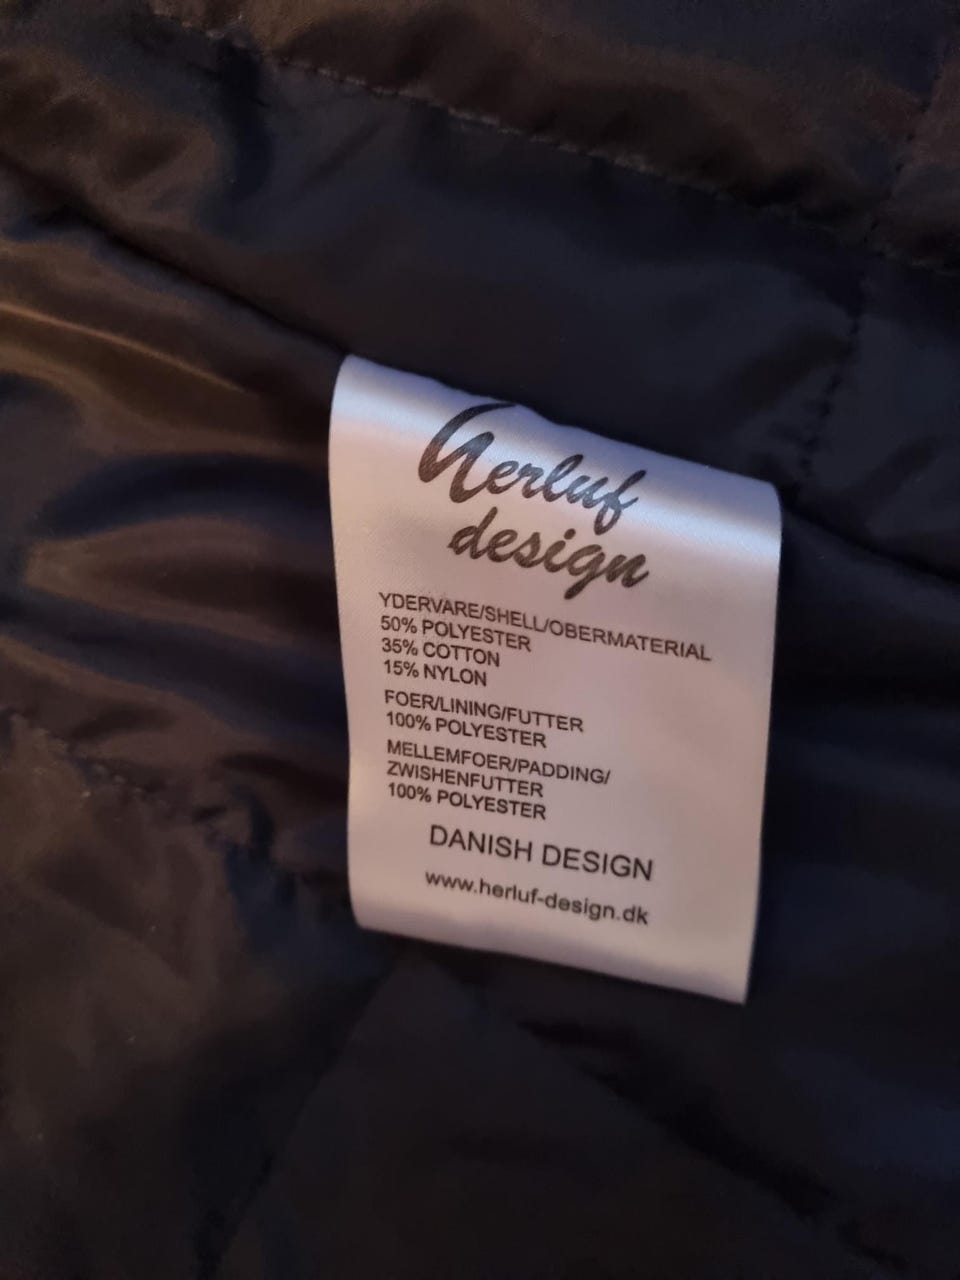 Herluf
design
YDERVARE/SHELL/OBERMATERIAL
50% POLYESTER
35% COTTON
15% NYLON
FOER/LINING/FUTTER
100% POLYESTER
MELLEMFOER/PADDING/
ZWISHENFUTTER
100% POLYESTER
DANISH DESIGN
www.herluf-design.dk